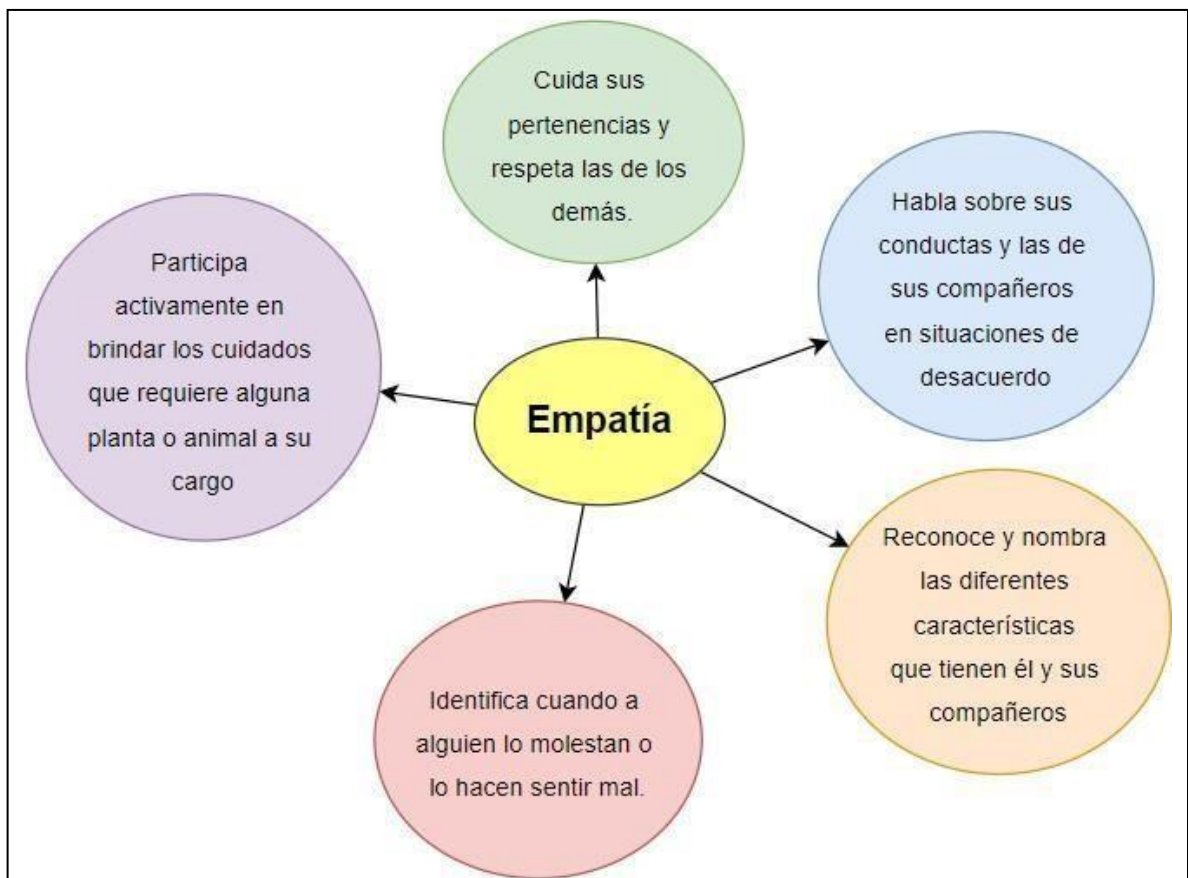 Cuida sus
pertenencias y
respeta las de los
demás.
Habla sobre sus
conductas y las de
sus compañeros
en situaciones de
desacuerdo
Participa
activamente en
brindar los cuidados
que requiere alguna
planta o animal a su
cargo
Empatía
Reconoce y nombra
las diferentes
características
que tienen él y sus
compañeros
Identifica cuando a
alguien lo molestan o
lo hacen sentir mal.